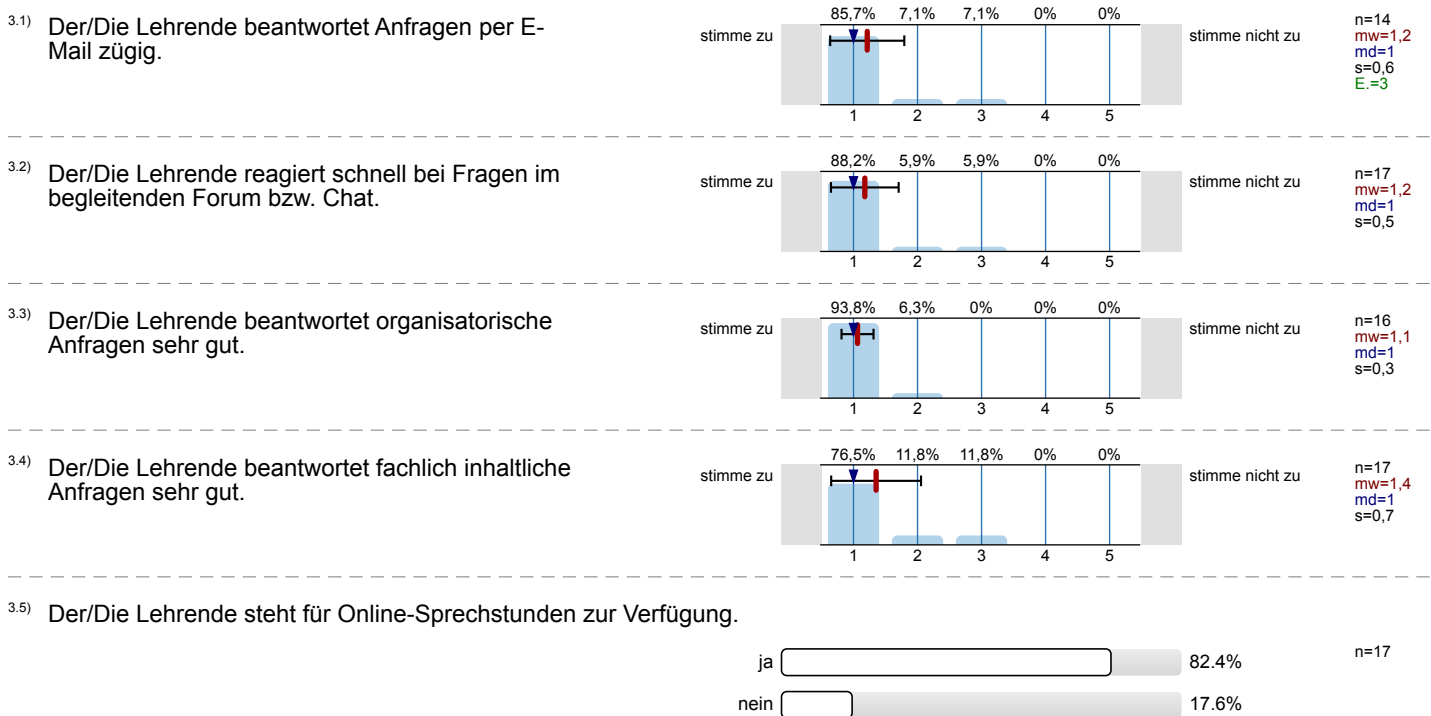 3.1) Der/Die Lehrende beantwortet Anfragen per E-
Mail zügig.
stimme zu
85,7% 7,1% 7,1% 0% 0%
1 2 3 4 5
stimme nicht zu
n=14
mw=1,2
md=1
s=0,6
E.=3
3.2) Der/Die Lehrende reagiert schnell bei Fragen im
begleitenden Forum bzw. Chat.
stimme zu
88,2% 5,9% 5,9% 0% 0%
1 2 3 4 5
stimme nicht zu
n=17
mw=1,2
md=1
s=0,5
3.3) Der/Die Lehrende beantwortet organisatorische
Anfragen sehr gut.
stimme zu
93,8% 6,3% 0% 0% 0%
1 2 3 4 5
stimme nicht zu
n=16
mw=1,1
md=1
s=0,3
3.4) Der/Die Lehrende beantwortet fachlich inhaltliche
Anfragen sehr gut.
stimme zu
76,5% 11,8% 11,8% 0% 0%
1 2 3 4 5
stimme nicht zu
n=17
mw=1,4
md=1
s=0,7
3.5) Der/Die Lehrende steht für Online-Sprechstunden zur Verfügung.
ja 82.4% n=17
nein 17.6%